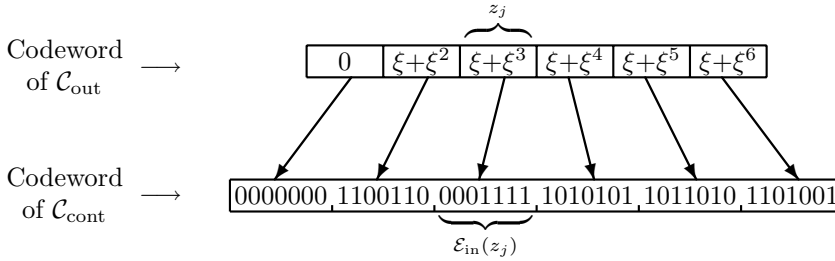 z_j
Codeword of 𝒞_out ⟶ 0 ξ+ξ² ξ+ξ³ ξ+ξ⁴ ξ+ξ⁵ ξ+ξ⁶
Codeword of 𝒞_cont ⟶ 0000000 1100110 0001111 1010101 1011010 1101001
ℰ_in(z_j)